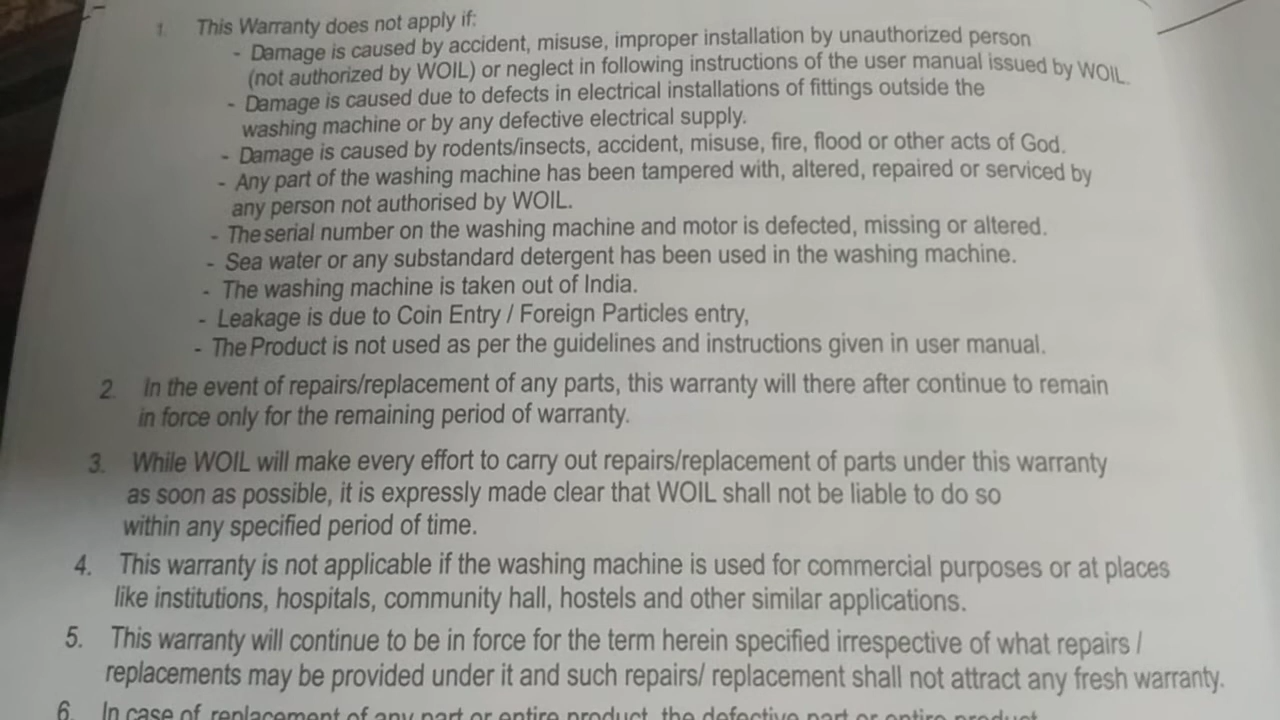 1. This Warranty does not apply if:
- Damage is caused by accident, misuse, improper installation by unauthorized person
(not authorized by WOIL) or neglect in following instructions of the user manual issued by WOIL.
- Damage is caused due to defects in electrical installations of fittings outside the
washing machine or by any defective electrical supply.
- Damage is caused by rodents/insects, accident, misuse, fire, flood or other acts of God.
- Any part of the washing machine has been tampered with, altered, repaired or serviced by
any person not authorised by WOIL.
- The serial number on the washing machine and motor is defected, missing or altered.
- Sea water or any substandard detergent has been used in the washing machine.
- The washing machine is taken out of India.
- Leakage is due to Coin Entry / Foreign Particles entry,
- The Product is not used as per the guidelines and instructions given in user manual.
2. In the event of repairs/replacement of any parts, this warranty will there after continue to remain
in force only for the remaining period of warranty.
3. While WOIL will make every effort to carry out repairs/replacement of parts under this warranty
as soon as possible, it is expressly made clear that WOIL shall not be liable to do so
within any specified period of time.
4. This warranty is not applicable if the washing machine is used for commercial purposes or at places
like institutions, hospitals, community hall, hostels and other similar applications.
5. This warranty will continue to be in force for the term herein specified irrespective of what repairs /
replacements may be provided under it and such repairs/ replacement shall not attract any fresh warranty.
6. In case of replacement of any part or entire product, the defective part or entire product